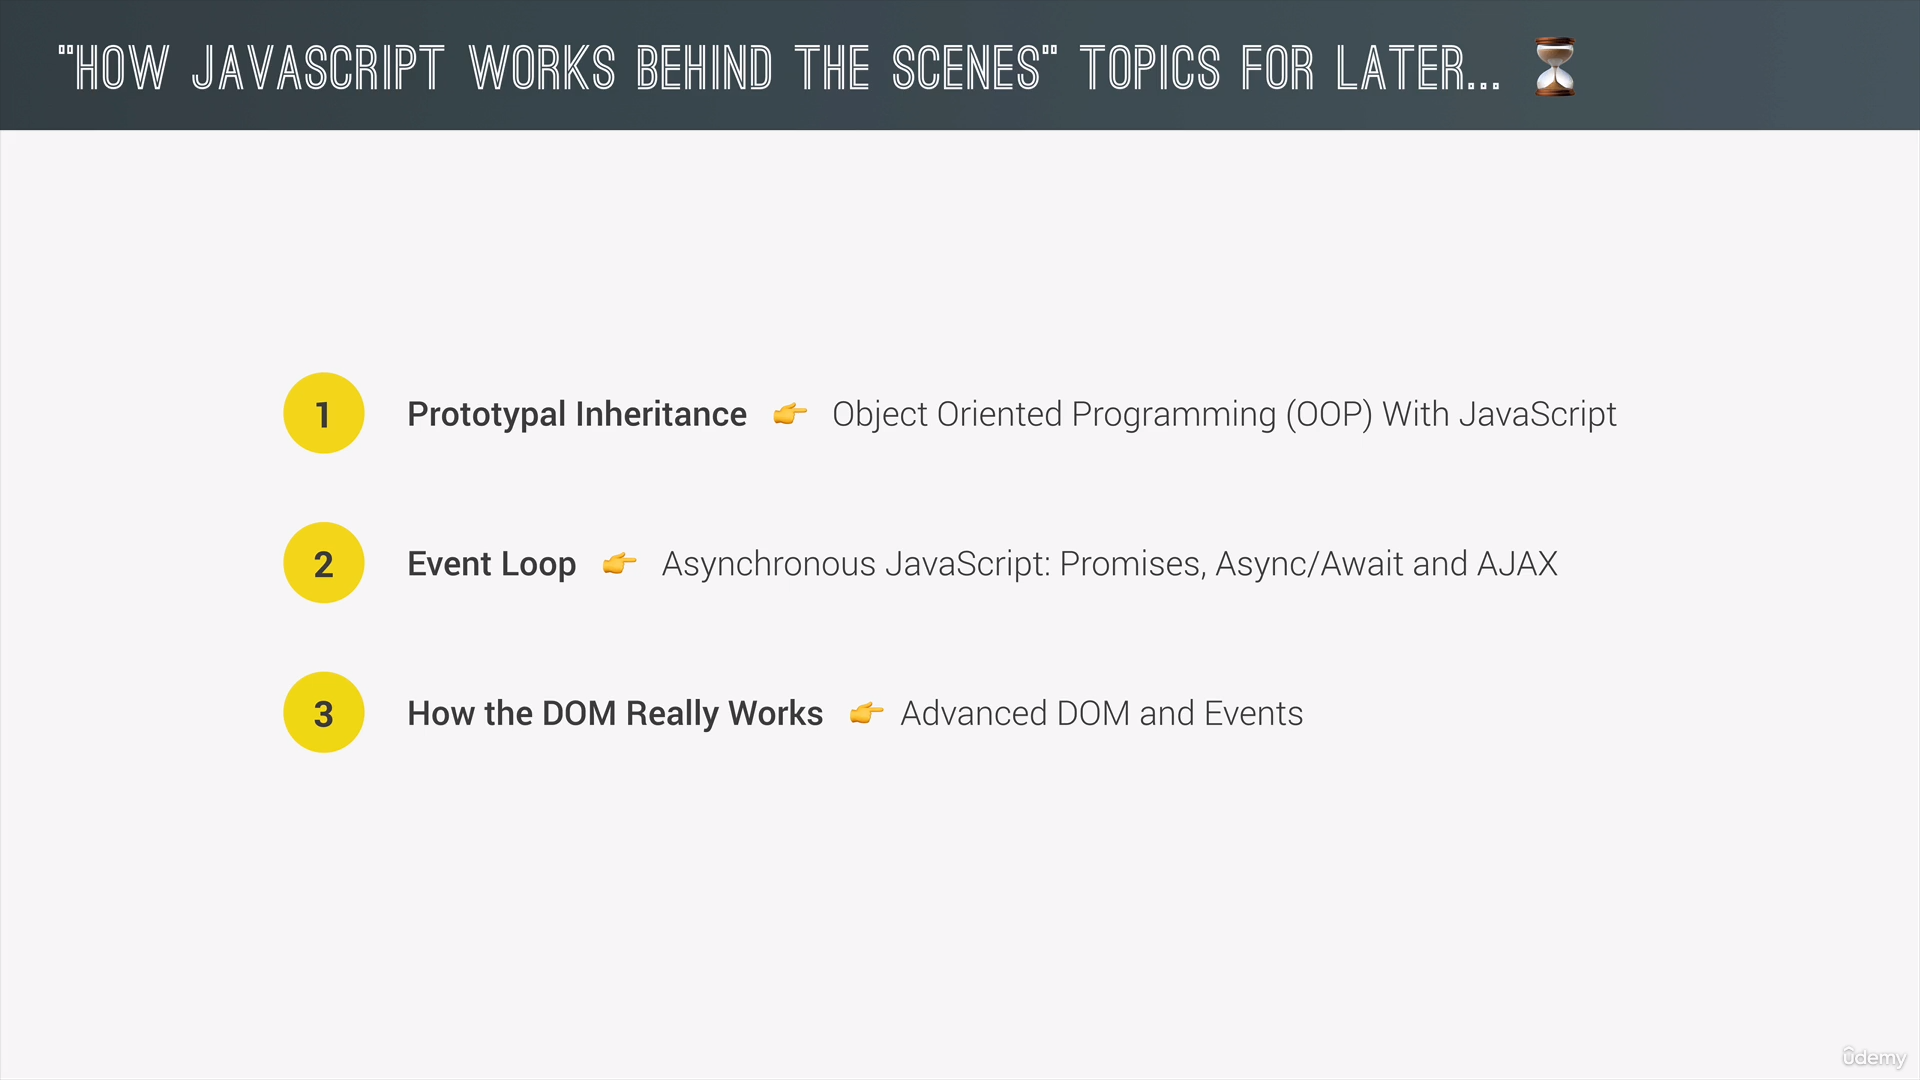 "HOW JAVASCRIPT WORKS BEHIND THE SCENES" TOPICS FOR LATER... ⏳
1 Prototypal Inheritance 👉 Object Oriented Programming (OOP) With JavaScript
2 Event Loop 👉 Asynchronous JavaScript: Promises, Async/Await and AJAX
3 How the DOM Really Works 👉 Advanced DOM and Events
ûdemy